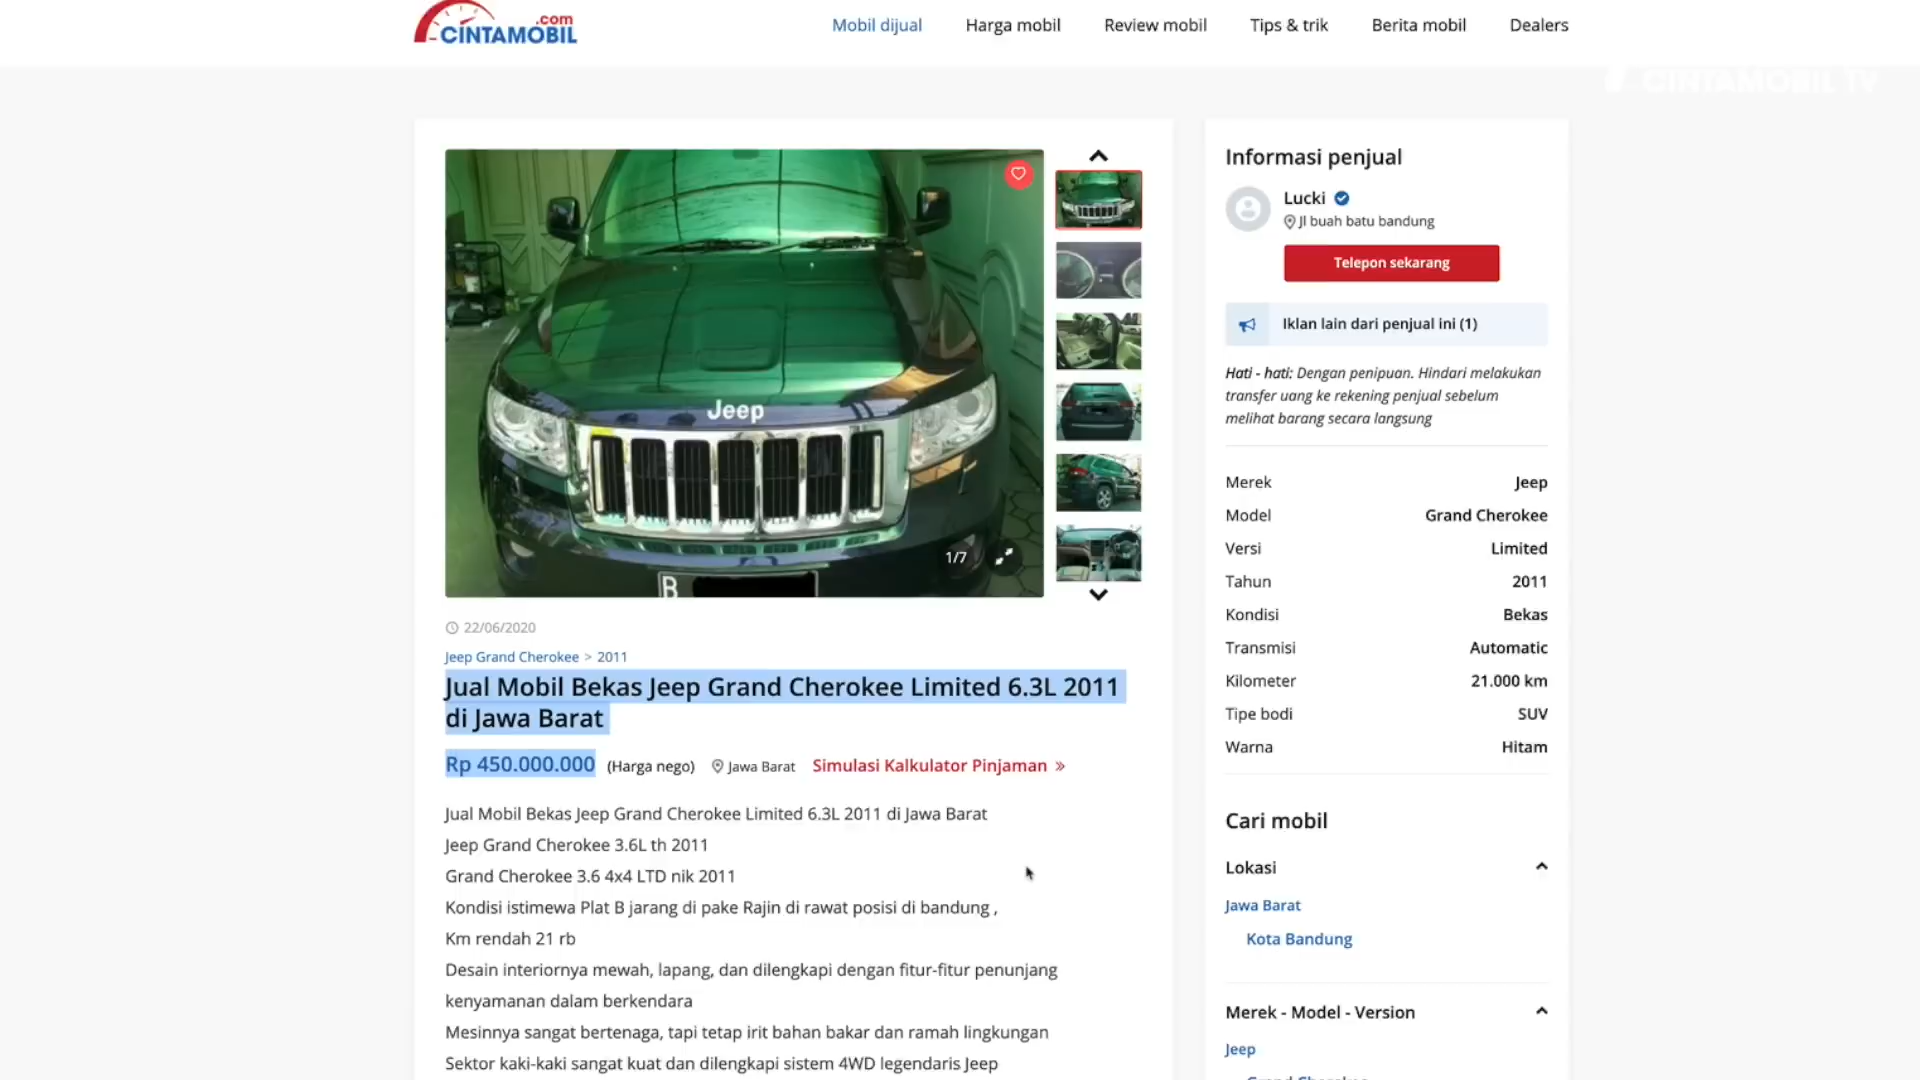 .com
CINTAMOBIL
Mobil dijual
Harga mobil
Review mobil
Tips & trik
Berita mobil
Dealers
CINTAMOBIL TV
Jeep
B
1/7
22/06/2020
Jeep Grand Cherokee > 2011
Jual Mobil Bekas Jeep Grand Cherokee Limited 6.3L 2011
di Jawa Barat
Rp 450.000.000 (Harga nego) Jawa Barat Simulasi Kalkulator Pinjaman »
Jual Mobil Bekas Jeep Grand Cherokee Limited 6.3L 2011 di Jawa Barat
Jeep Grand Cherokee 3.6L th 2011
Grand Cherokee 3.6 4x4 LTD nik 2011
Kondisi istimewa Plat B jarang di pake Rajin di rawat posisi di bandung ,
Km rendah 21 rb
Desain interiornya mewah, lapang, dan dilengkapi dengan fitur-fitur penunjang
kenyamanan dalam berkendara
Mesinnya sangat bertenaga, tapi tetap irit bahan bakar dan ramah lingkungan
Sektor kaki-kaki sangat kuat dan dilengkapi sistem 4WD legendaris Jeep
Informasi penjual
Lucki
Jl buah batu bandung
Telepon sekarang
Iklan lain dari penjual ini (1)
Hati - hati: Dengan penipuan. Hindari melakukan
transfer uang ke rekening penjual sebelum
melihat barang secara langsung
Merek Jeep
Model Grand Cherokee
Versi Limited
Tahun 2011
Kondisi Bekas
Transmisi Automatic
Kilometer 21.000 km
Tipe bodi SUV
Warna Hitam
Cari mobil
Lokasi
Jawa Barat
Kota Bandung
Merek - Model - Version
Jeep
Grand Cherokee